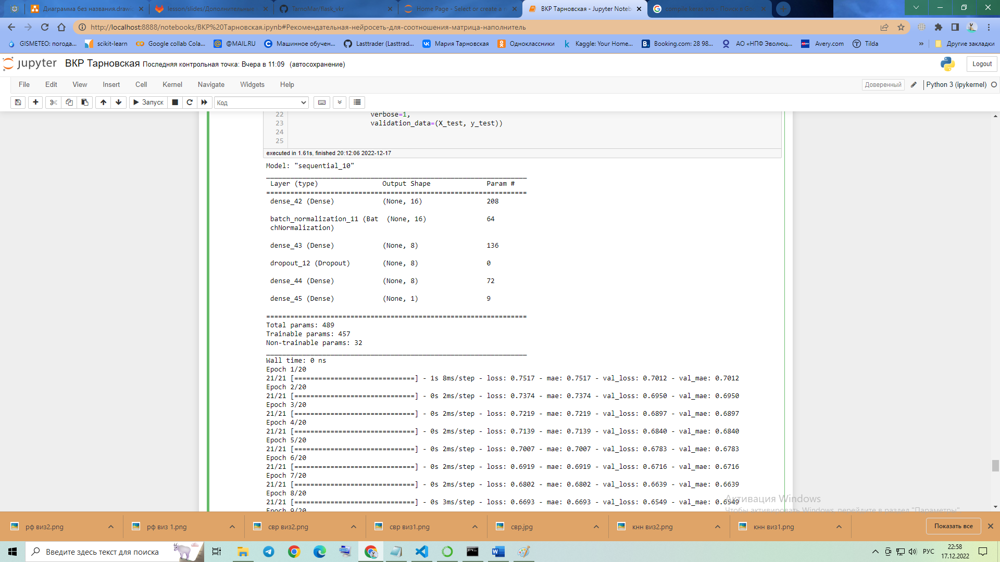 Диаграмма без названия.drawio
lesson/slides/Дополнительные
TarnoMar/flask_vkr
Home Page - Select or create a n
ВКР Тарновская - Jupyter Noteb
compile keras это - Поиск в Go
http://localhost:8888/notebooks/ВКР%20Тарновская.ipynb#Рекомендательная-нейросеть-для-соотношения-матрица-наполнитель
GISMETEO: погода...
scikit-learn
Google collab Cola...
@MAIL.RU
Машинное обучен...
Lasttrader (Lasttrad...
Мария Тарновская
Одноклассники
Kaggle: Your Home...
Booking.com: 28 98...
АО «НПФ Эволюц...
Avery.com
Tilda
»
Другие закладки
jupyter ВКР Тарновская Последняя контрольная точка: Вчера в 11:09 (автосохранение)
Logout
File Edit View Insert Cell Kernel Navigate Widgets Help
Доверенный
Python 3 (ipykernel)
Запуск
Код
22 verbose=1,
23 validation_data=(X_test, y_test))
24
25
executed in 1.61s, finished 20:12:06 2022-12-17
Model: "sequential_10"
_________________________________________________________________
Layer (type) Output Shape Param #
=================================================================
dense_42 (Dense) (None, 16) 208
batch_normalization_11 (Bat (None, 16) 64
chNormalization)
dense_43 (Dense) (None, 8) 136
dropout_12 (Dropout) (None, 8) 0
dense_44 (Dense) (None, 8) 72
dense_45 (Dense) (None, 1) 9
=================================================================
Total params: 489
Trainable params: 457
Non-trainable params: 32
_________________________________________________________________
Wall time: 0 ns
Epoch 1/20
21/21 [==============================] - 1s 8ms/step - loss: 0.7517 - mae: 0.7517 - val_loss: 0.7012 - val_mae: 0.7012
Epoch 2/20
21/21 [==============================] - 0s 2ms/step - loss: 0.7374 - mae: 0.7374 - val_loss: 0.6950 - val_mae: 0.6950
Epoch 3/20
21/21 [==============================] - 0s 2ms/step - loss: 0.7219 - mae: 0.7219 - val_loss: 0.6897 - val_mae: 0.6897
Epoch 4/20
21/21 [==============================] - 0s 2ms/step - loss: 0.7139 - mae: 0.7139 - val_loss: 0.6840 - val_mae: 0.6840
Epoch 5/20
21/21 [==============================] - 0s 2ms/step - loss: 0.7007 - mae: 0.7007 - val_loss: 0.6783 - val_mae: 0.6783
Epoch 6/20
21/21 [==============================] - 0s 2ms/step - loss: 0.6919 - mae: 0.6919 - val_loss: 0.6716 - val_mae: 0.6716
Epoch 7/20
21/21 [==============================] - 0s 2ms/step - loss: 0.6802 - mae: 0.6802 - val_loss: 0.6639 - val_mae: 0.6639
Epoch 8/20
21/21 [==============================] - 0s 3ms/step - loss: 0.6693 - mae: 0.6693 - val_loss: 0.6549 - val_mae: 0.6549
Epoch 9/20
Активация Windows
Чтобы активировать Windows, перейдите в раздел "Параметры".
рф виз2.png
рф виз 1.png
свр виз2.png
свр виз1.png
свр.jpg
кнн виз2.png
кнн виз1.png
Показать все
Введите здесь текст для поиска
РУС
22:58
17.12.2022